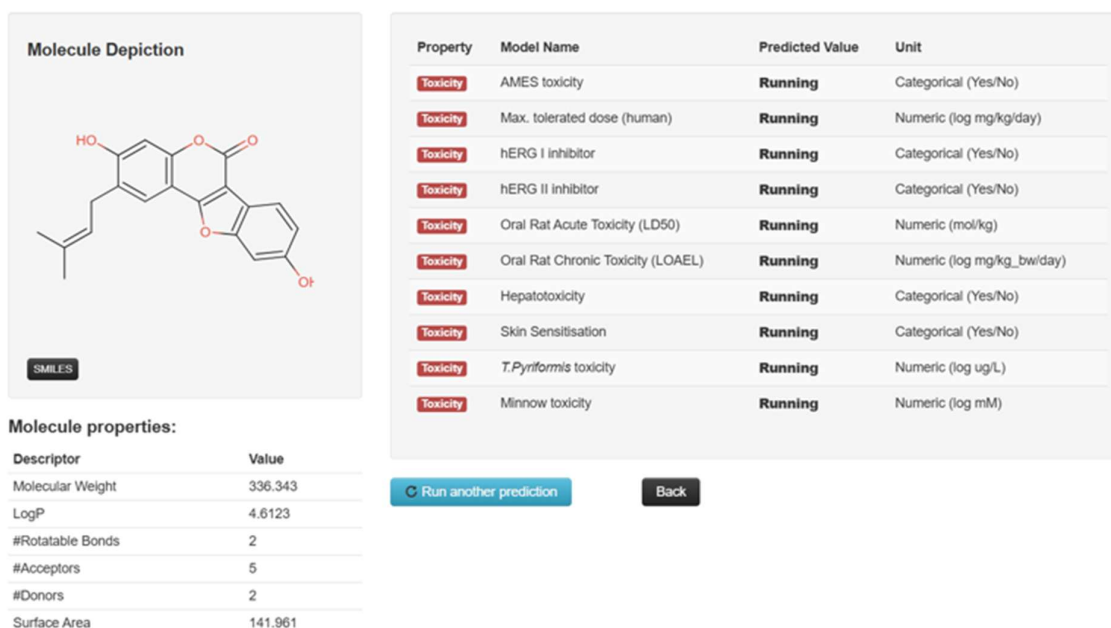 Molecule Depiction
HO
O
O
O
OH
SMILES
Molecule properties:
Descriptor Value
Molecular Weight 336.343
LogP 4.6123
#Rotatable Bonds 2
#Acceptors 5
#Donors 2
Surface Area 141.961
Property Model Name Predicted Value Unit
Toxicity AMES toxicity Running Categorical (Yes/No)
Toxicity Max. tolerated dose (human) Running Numeric (log mg/kg/day)
Toxicity hERG I inhibitor Running Categorical (Yes/No)
Toxicity hERG II inhibitor Running Categorical (Yes/No)
Toxicity Oral Rat Acute Toxicity (LD50) Running Numeric (mol/kg)
Toxicity Oral Rat Chronic Toxicity (LOAEL) Running Numeric (log mg/kg_bw/day)
Toxicity Hepatotoxicity Running Categorical (Yes/No)
Toxicity Skin Sensitisation Running Categorical (Yes/No)
Toxicity T.Pyriformis toxicity Running Numeric (log ug/L)
Toxicity Minnow toxicity Running Numeric (log mM)
Run another prediction Back